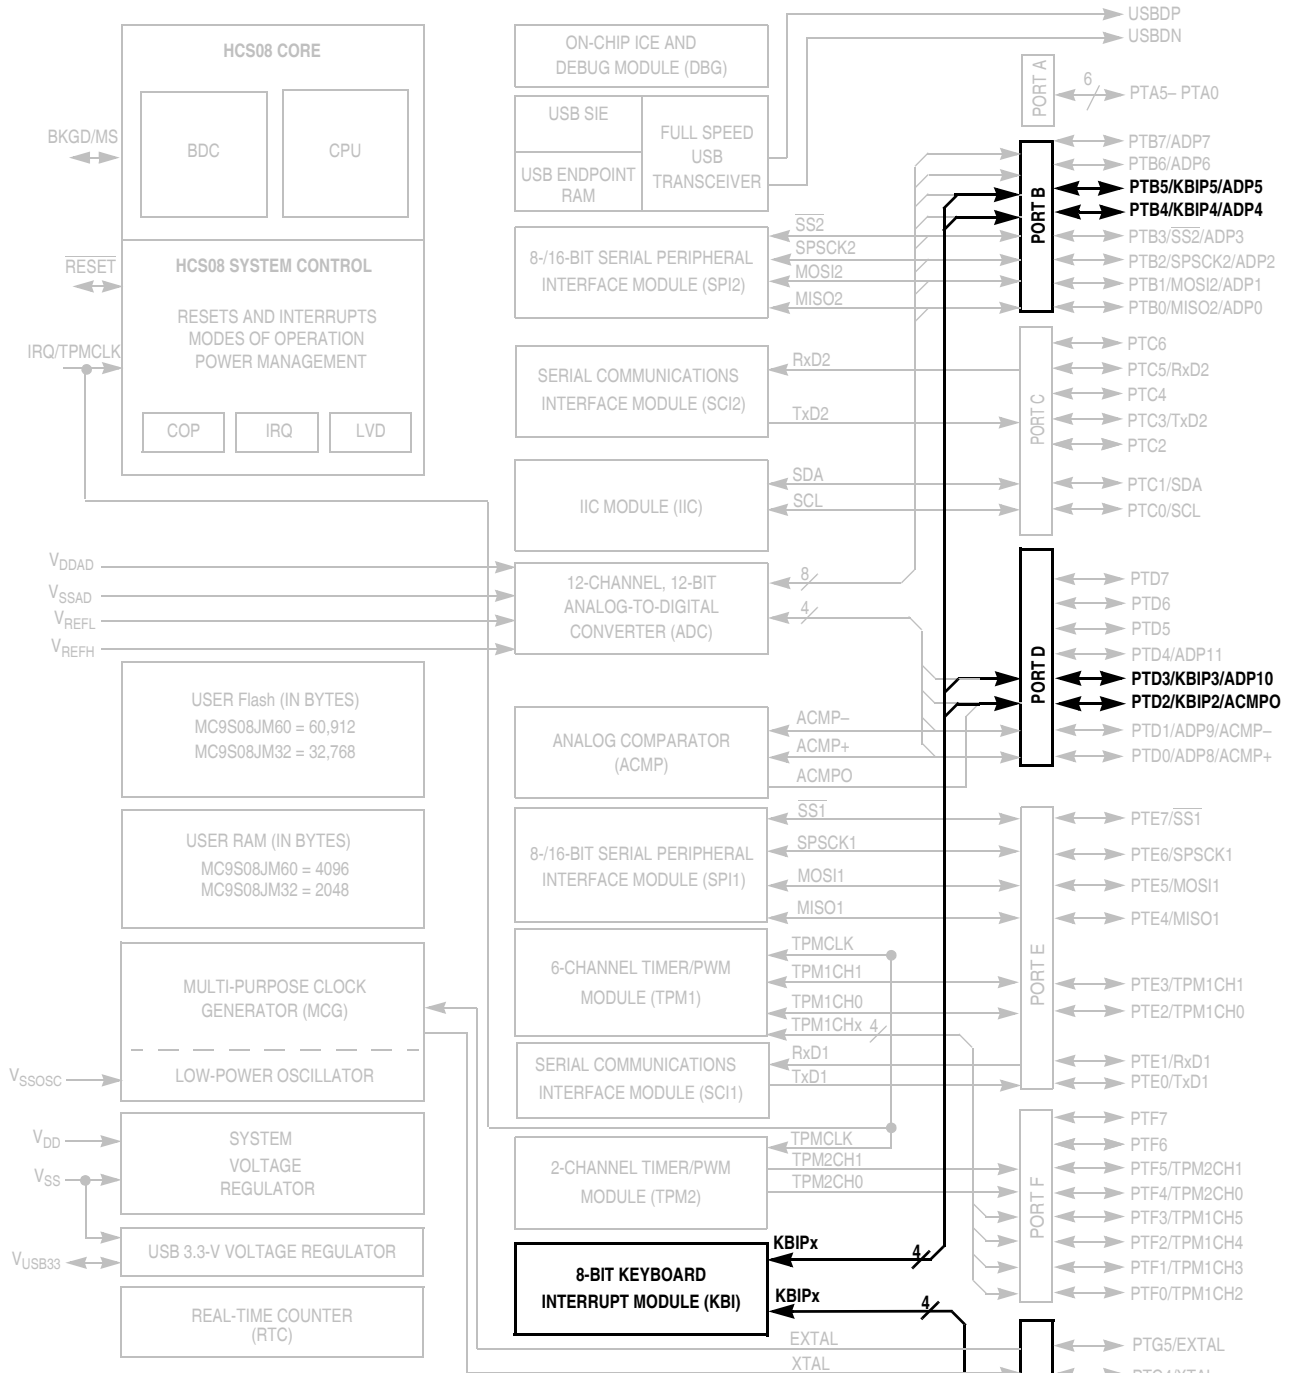 HCS08 CORE
BDC
CPU
BKGD/MS
RESET
HCS08 SYSTEM CONTROL
RESETS AND INTERRUPTS
MODES OF OPERATION
POWER MANAGEMENT
IRQ/TPMCLK
COP
IRQ
LVD
VDDAD
VSSAD
VREFL
VREFH
USER Flash (IN BYTES)
MC9S08JM60 = 60,912
MC9S08JM32 = 32,768
USER RAM (IN BYTES)
MC9S08JM60 = 4096
MC9S08JM32 = 2048
MULTI-PURPOSE CLOCK
GENERATOR (MCG)
LOW-POWER OSCILLATOR
VSSOSC
SYSTEM
VOLTAGE
REGULATOR
VDD
VSS
USB 3.3-V VOLTAGE REGULATOR
VUSB33
REAL-TIME COUNTER
(RTC)
ON-CHIP ICE AND
DEBUG MODULE (DBG)
USB SIE
USB ENDPOINT
RAM
FULL SPEED
USB
TRANSCEIVER
8-/16-BIT SERIAL PERIPHERAL
INTERFACE MODULE (SPI2)
SS2
SPSCK2
MOSI2
MISO2
SERIAL COMMUNICATIONS
INTERFACE MODULE (SCI2)
RxD2
TxD2
IIC MODULE (IIC)
SDA
SCL
12-CHANNEL, 12-BIT
ANALOG-TO-DIGITAL
CONVERTER (ADC)
8
4
ANALOG COMPARATOR
(ACMP)
ACMP–
ACMP+
ACMPO
8-/16-BIT SERIAL PERIPHERAL
INTERFACE MODULE (SPI1)
SS1
SPSCK1
MOSI1
MISO1
6-CHANNEL TIMER/PWM
MODULE (TPM1)
TPMCLK
TPM1CH1
TPM1CH0
TPM1CHx 4
SERIAL COMMUNICATIONS
INTERFACE MODULE (SCI1)
RxD1
TxD1
2-CHANNEL TIMER/PWM
MODULE (TPM2)
TPMCLK
TPM2CH1
TPM2CH0
8-BIT KEYBOARD
INTERRUPT MODULE (KBI)
KBIPx
4
KBIPx
4
EXTAL
XTAL
USBDP
USBDN
PORT A
6
PTA5– PTA0
PORT B
PTB7/ADP7
PTB6/ADP6
PTB5/KBIP5/ADP5
PTB4/KBIP4/ADP4
PTB3/SS2/ADP3
PTB2/SPSCK2/ADP2
PTB1/MOSI2/ADP1
PTB0/MISO2/ADP0
PORT C
PTC6
PTC5/RxD2
PTC4
PTC3/TxD2
PTC2
PTC1/SDA
PTC0/SCL
PORT D
PTD7
PTD6
PTD5
PTD4/ADP11
PTD3/KBIP3/ADP10
PTD2/KBIP2/ACMPO
PTD1/ADP9/ACMP–
PTD0/ADP8/ACMP+
PORT E
PTE7/SS1
PTE6/SPSCK1
PTE5/MOSI1
PTE4/MISO1
PTE3/TPM1CH1
PTE2/TPM1CH0
PTE1/RxD1
PTE0/TxD1
PORT F
PTF7
PTF6
PTF5/TPM2CH1
PTF4/TPM2CH0
PTF3/TPM1CH5
PTF2/TPM1CH4
PTF1/TPM1CH3
PTF0/TPM1CH2
PTG5/EXTAL